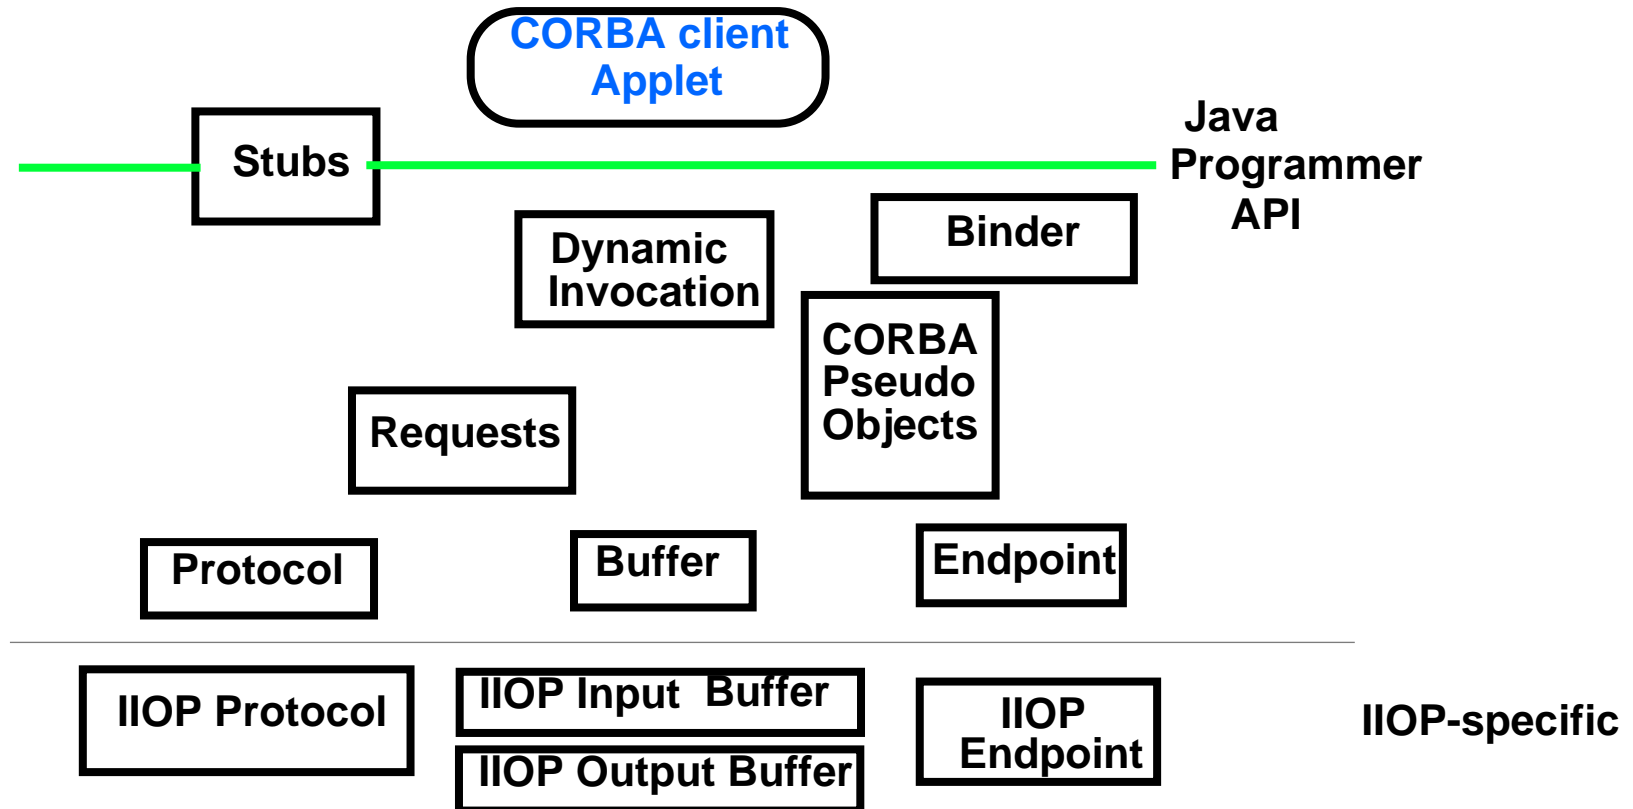 CORBA client
Applet
Java
Programmer
API
Stubs
Dynamic
Invocation
Binder
CORBA
Pseudo
Objects
Requests
Protocol
Buffer
Endpoint
IIOP Protocol
IIOP Input Buffer
IIOP Output Buffer
IIOP
Endpoint
IIOP-specific